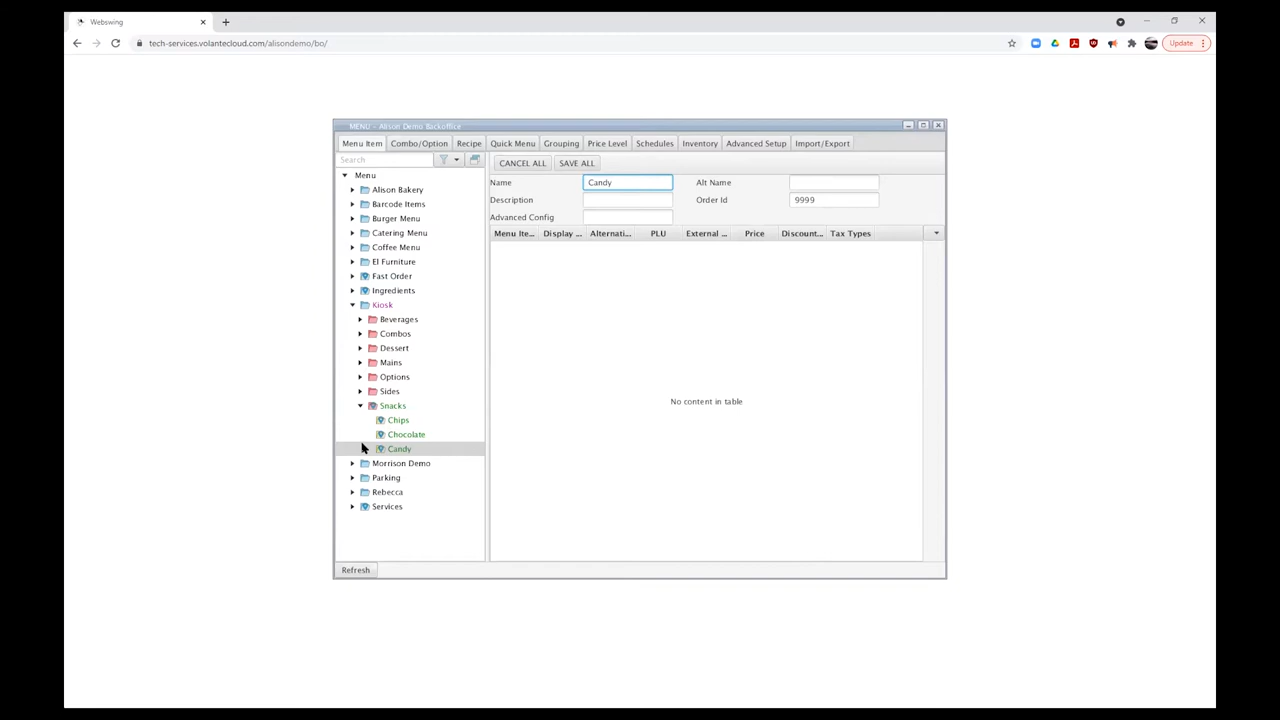 Webswing
tech-services.volantecloud.com/alisondemo/bo/
Update
MENU - Alison Demo Backoffice
Menu Item Combo/Option Recipe Quick Menu Grouping Price Level Schedules Inventory Advanced Setup Import/Export
Search
CANCEL ALL SAVE ALL
Menu
Alison Bakery
Barcode Items
Burger Menu
Catering Menu
Coffee Menu
El Furniture
Fast Order
Ingredients
Kiosk
Beverages
Combos
Dessert
Mains
Options
Sides
Snacks
Chips
Chocolate
Candy
Morrison Demo
Parking
Rebecca
Services
Name Candy Alt Name
Description Order Id 9999
Advanced Config
Menu Ite... Display ... Alternati... PLU External ... Price Discount... Tax Types
No content in table
Refresh